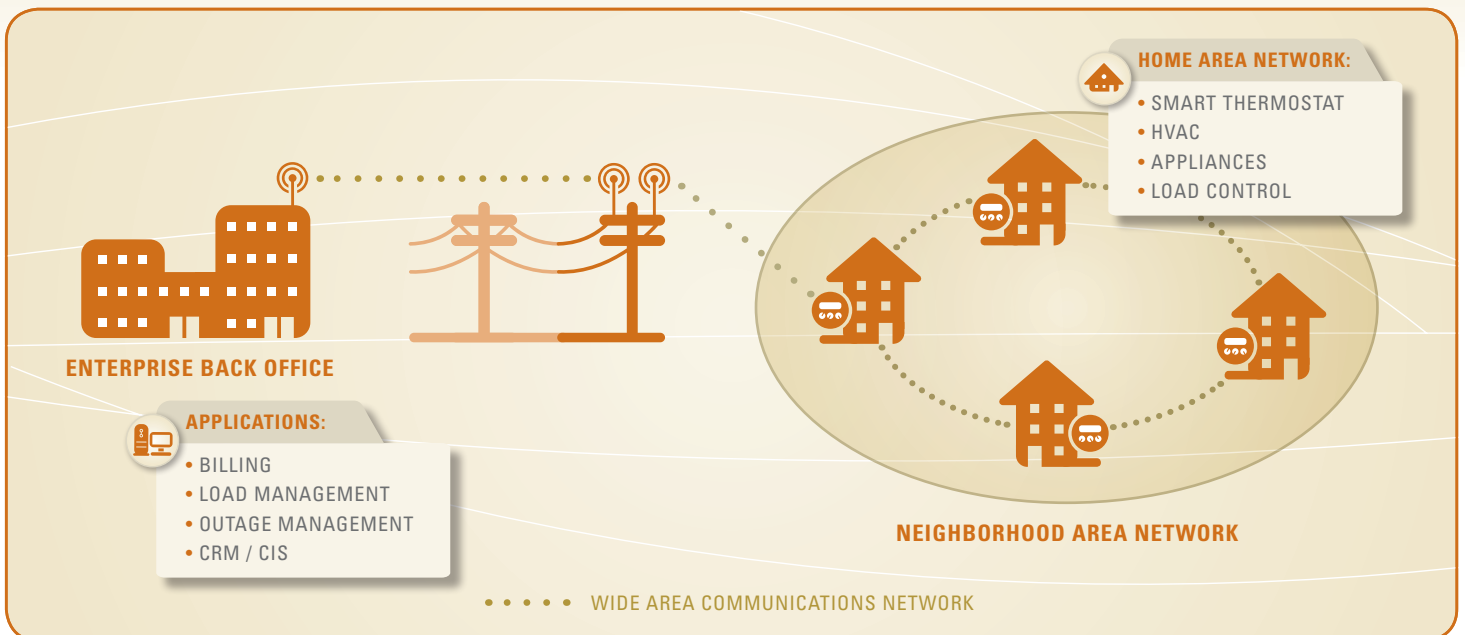 HOME AREA NETWORK:
• SMART THERMOSTAT
• HVAC
• APPLIANCES
• LOAD CONTROL
ENTERPRISE BACK OFFICE
APPLICATIONS:
• BILLING
• LOAD MANAGEMENT
• OUTAGE MANAGEMENT
• CRM / CIS
NEIGHBORHOOD AREA NETWORK
WIDE AREA COMMUNICATIONS NETWORK